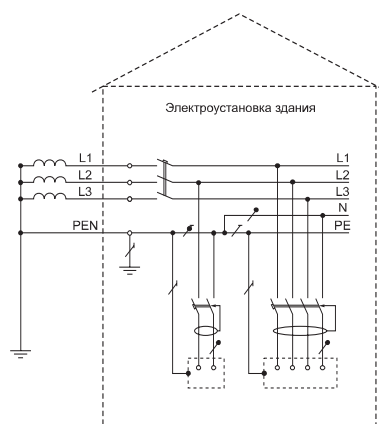 Электроустановка здания
L1 L1
L2 L2
L3 L3
N
PEN PE